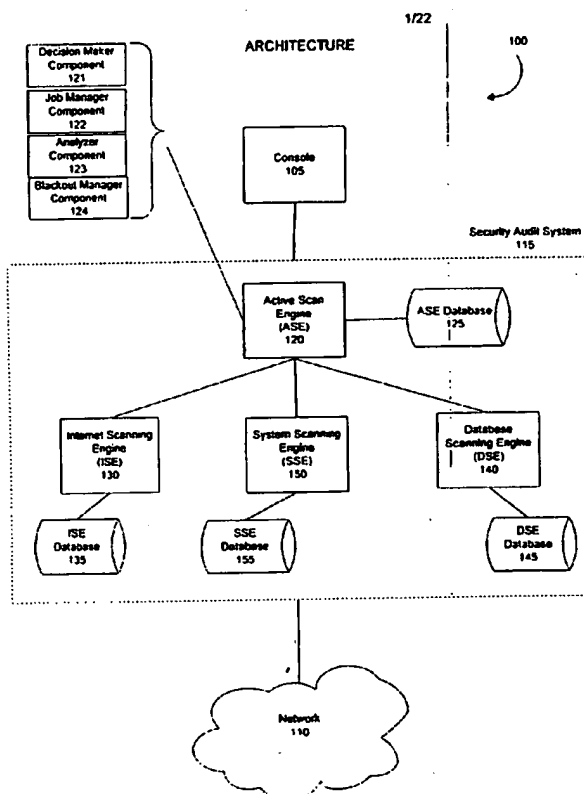 1/22
ARCHITECTURE
100
Decision Maker
Component
121
Job Manager
Component
122
Analyzer
Component
123
Blackout Manager
Component
124
Console
105
Security Audit System
115
Active Scan
Engine
(ASE)
120
ASE Database
125
Internet Scanning
Engine
(ISE)
130
System Scanning
Engine
(SSE)
150
Database
Scanning Engine
(DSE)
140
ISE
Database
135
SSE
Database
155
DSE
Database
145
Network
110